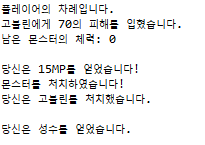 플레이어의 차례입니다.
고블린에게 70의 피해를 입혔습니다.
남은 몬스터의 체력: 0
당신은 15MP를 얻었습니다!
몬스터를 처치하였습니다!
당신은 고블린를 처치했습니다.
당신은 성수를 얻었습니다.